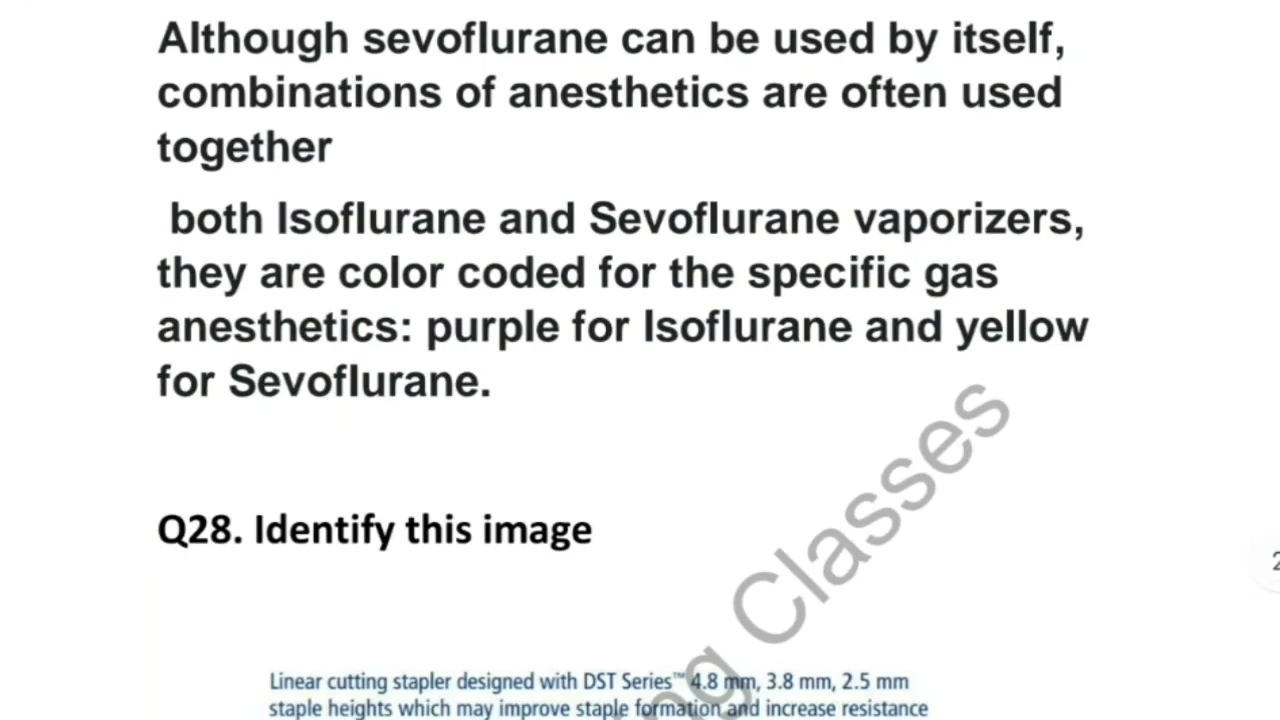 Although sevoflurane can be used by itself,
combinations of anesthetics are often used
together
both Isoflurane and Sevoflurane vaporizers,
they are color coded for the specific gas
anesthetics: purple for Isoflurane and yellow
for Sevoflurane.
Q28. Identify this image
2
ng Classes
Linear cutting stapler designed with DST Series™ 4.8 mm, 3.8 mm, 2.5 mm
staple heights which may improve staple formation and increase resistance